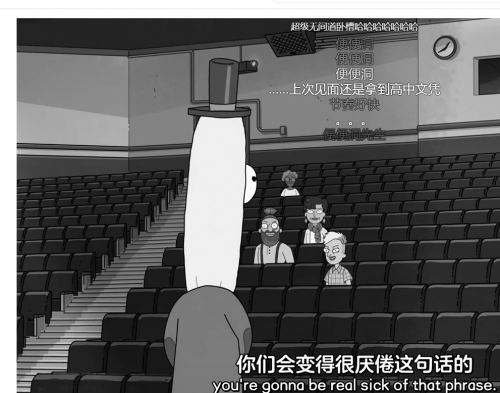 超级无间道卧槽哈哈哈哈哈哈哈
便便洞
便便洞
便便洞
......上次见面还是拿到高中文凭
节奏好快
。。。
便便洞先生
你们会变得很厌倦这句话的
you're gonna be real sick of that phrase.